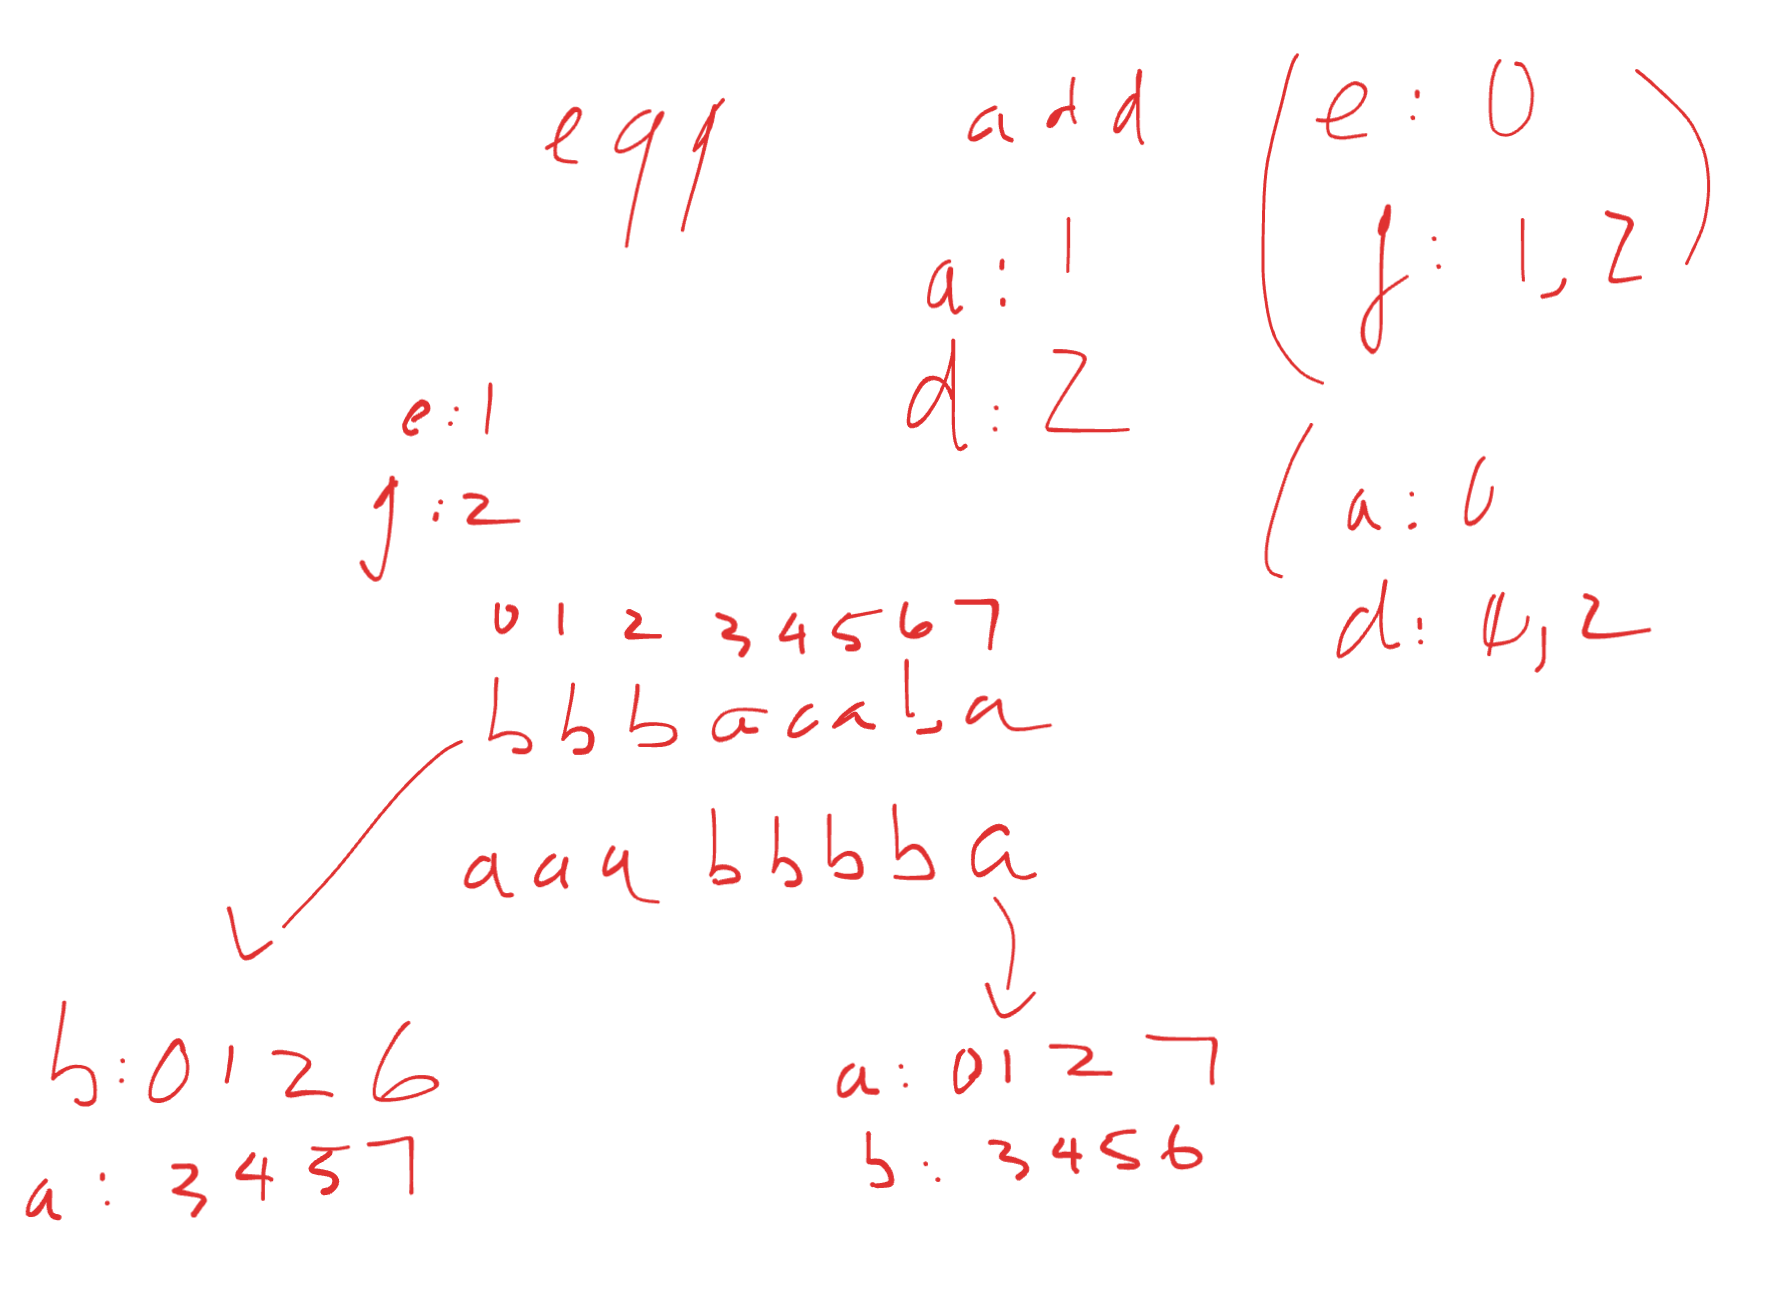 egg add
e: 0
a: 1
g: 1, 2
d: 2
e: 1
g: 2
a: 0
d: 1, 2
0 1 2 3 4 5 6 7
b b b a c a b a
a a a b b b b a
b: 0 1 2 6
a: 3 4 5 7
a: 0 1 2 7
b: 3 4 5 6